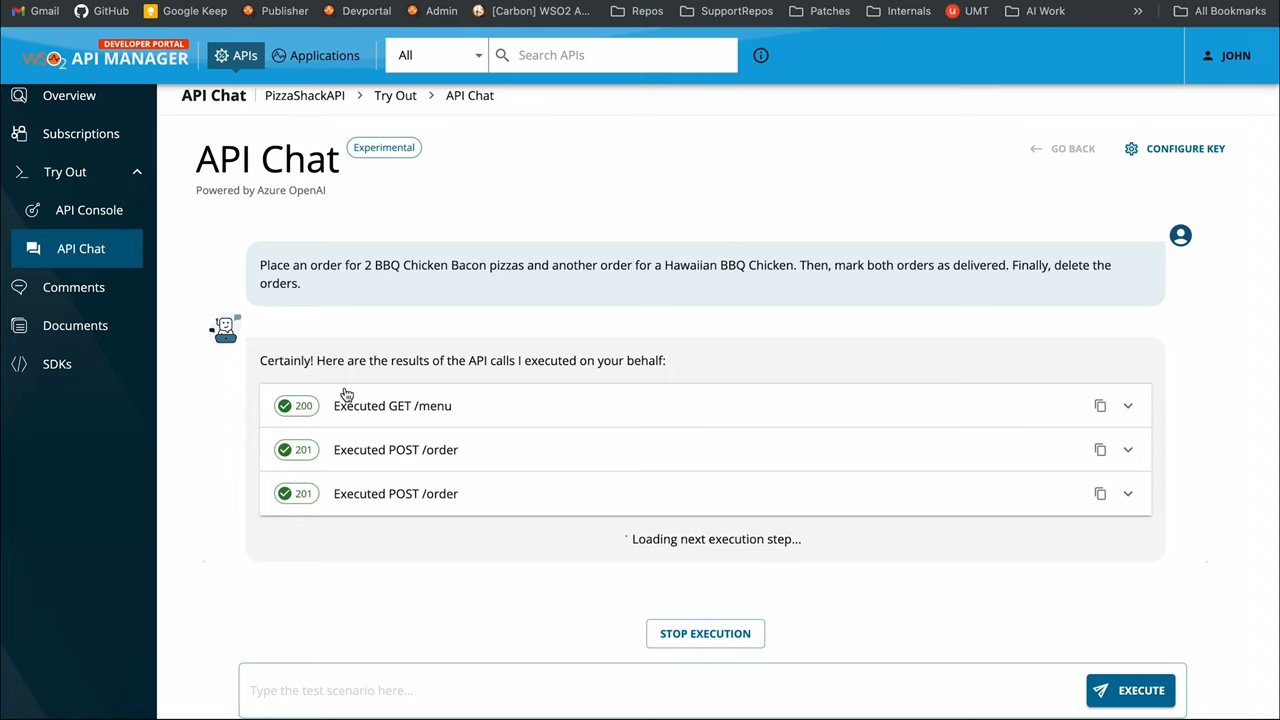 Gmail GitHub Google Keep Publisher Devportal Admin [Carbon] WSO2 A... Repos SupportRepos Patches Internals UMT AI Work » All Bookmarks
DEVELOPER PORTAL
WSO2 API MANAGER APIs Applications All Search APIs JOHN
Overview
Subscriptions
Try Out
API Console
API Chat
Comments
Documents
SDKs
API Chat PizzaShackAPI > Try Out > API Chat
API Chat Experimental
Powered by Azure OpenAI
GO BACK CONFIGURE KEY
Place an order for 2 BBQ Chicken Bacon pizzas and another order for a Hawaiian BBQ Chicken. Then, mark both orders as delivered. Finally, delete the
orders.
Certainly! Here are the results of the API calls I executed on your behalf:
200 Executed GET /menu
201 Executed POST /order
201 Executed POST /order
Loading next execution step...
STOP EXECUTION
Type the test scenario here...
EXECUTE